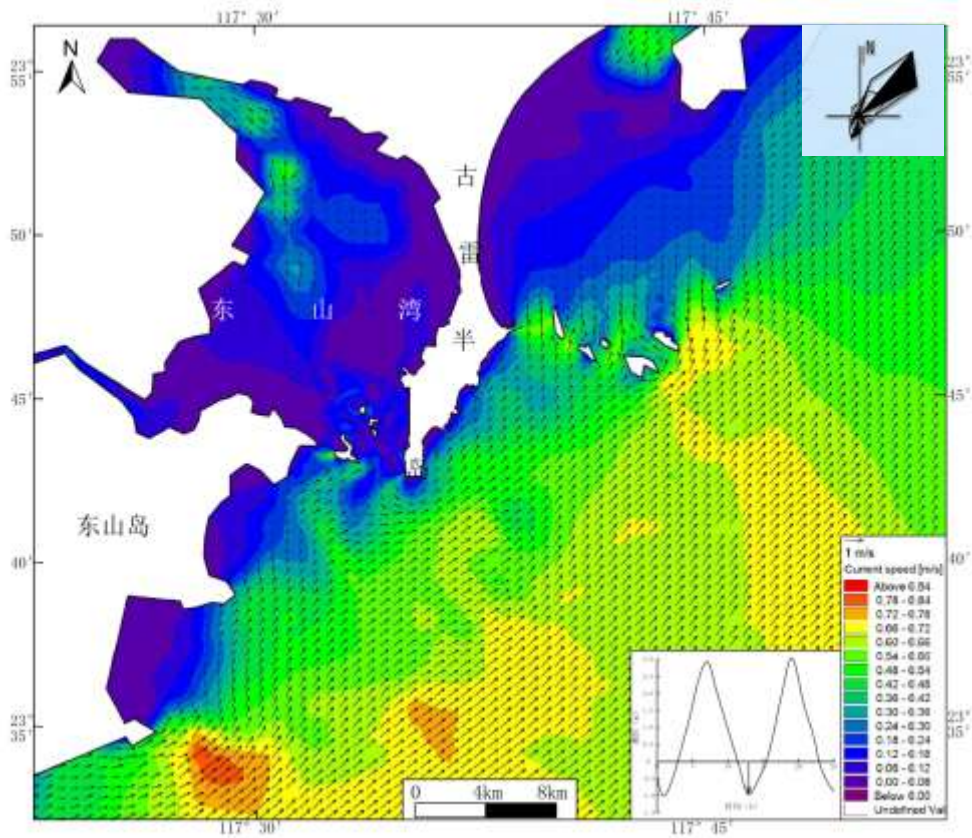 117° 30'
117° 45'
N
N
23°
55'
23°
55'
古
50'
50'
雷
东 山 湾
半
45'
45'
岛
东山岛
40'
40'
1 m/s
Current speed [m/s]
Above 0.84
0.78 - 0.84
0.72 - 0.78
0.66 - 0.72
0.60 - 0.66
0.54 - 0.60
0.48 - 0.54
0.42 - 0.48
0.36 - 0.42
0.30 - 0.36
0.24 - 0.30
0.18 - 0.24
0.12 - 0.18
0.06 - 0.12
0.00 - 0.06
Below 0.00
Undefined Val
23°
35'
23°
35'
0 4km 8km
117° 30'
117° 45'